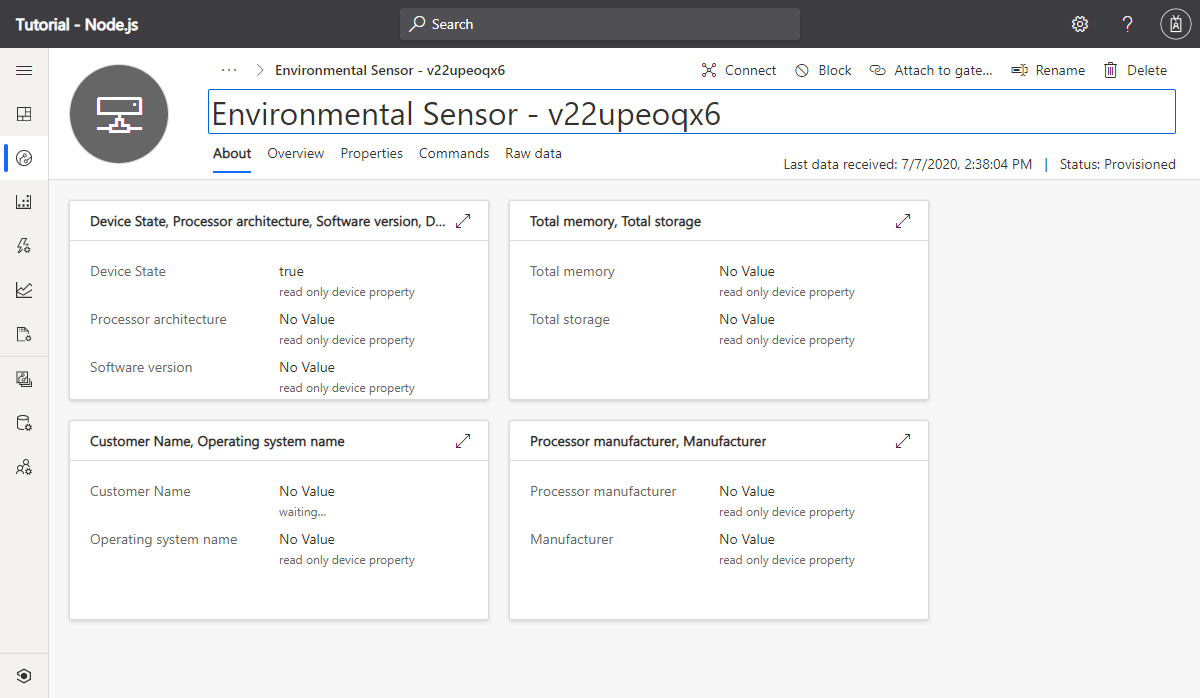 Tutorial - Node.js
Search
?
··· > Environmental Sensor - v22upeoqx6
Connect
Block
Attach to gate...
Rename
Delete
Environmental Sensor - v22upeoqx6
About Overview Properties Commands Raw data
Last data received: 7/7/2020, 2:38:04 PM | Status: Provisioned
Device State, Processor architecture, Software version, D...
Device State true
read only device property
Processor architecture No Value
read only device property
Software version No Value
read only device property
Total memory, Total storage
Total memory No Value
read only device property
Total storage No Value
read only device property
Customer Name, Operating system name
Customer Name No Value
waiting...
Operating system name No Value
read only device property
Processor manufacturer, Manufacturer
Processor manufacturer No Value
read only device property
Manufacturer No Value
read only device property